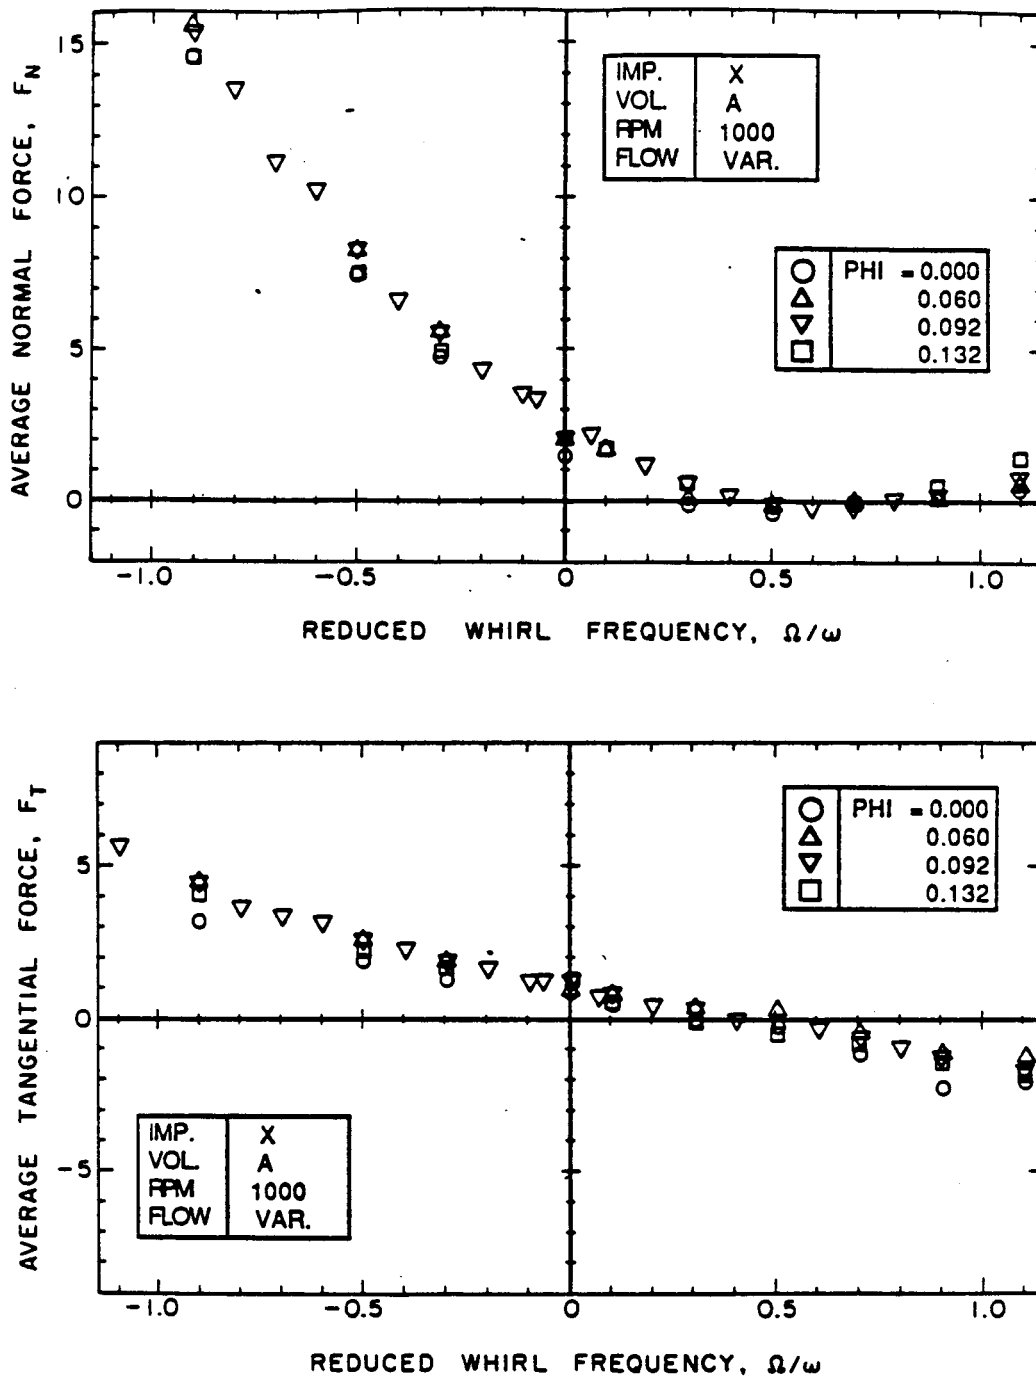 AVERAGE NORMAL FORCE, F_N
15
10
5
0
IMP. X
VOL. A
RPM 1000
FLOW VAR.
PHI = 0.000
0.060
0.092
0.132
-1.0 -0.5 0 0.5 1.0
REDUCED WHIRL FREQUENCY, Ω/ω
AVERAGE TANGENTIAL FORCE, F_T
5
0
-5
PHI = 0.000
0.060
0.092
0.132
IMP. X
VOL. A
RPM 1000
FLOW VAR.
-1.0 -0.5 0 0.5 1.0
REDUCED WHIRL FREQUENCY, Ω/ω